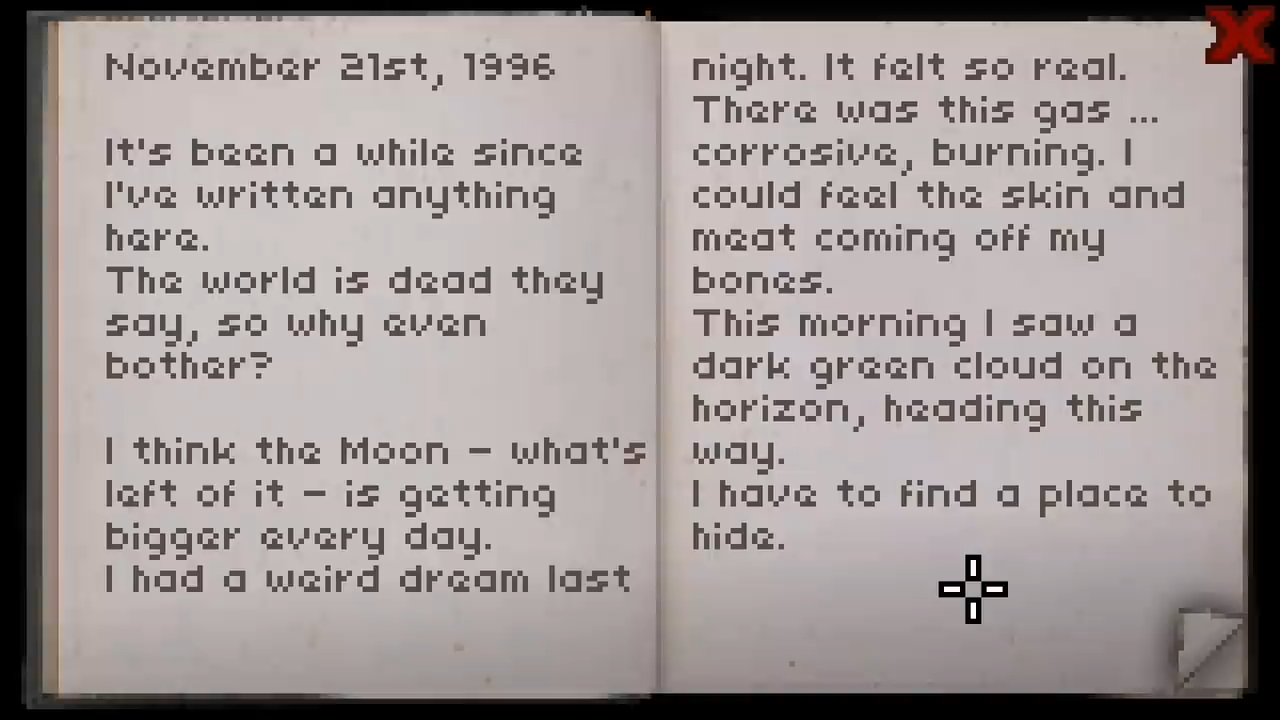 November 21st, 1996
It's been a while since
I've written anything
here.
The world is dead they
say, so why even
bother?
I think the Moon – what's
left of it – is getting
bigger every day.
I had a weird dream last
night. It felt so real.
There was this gas ...
corrosive, burning. I
could feel the skin and
meat coming off my
bones.
This morning I saw a
dark green cloud on the
horizon, heading this
way.
I have to find a place to
hide.